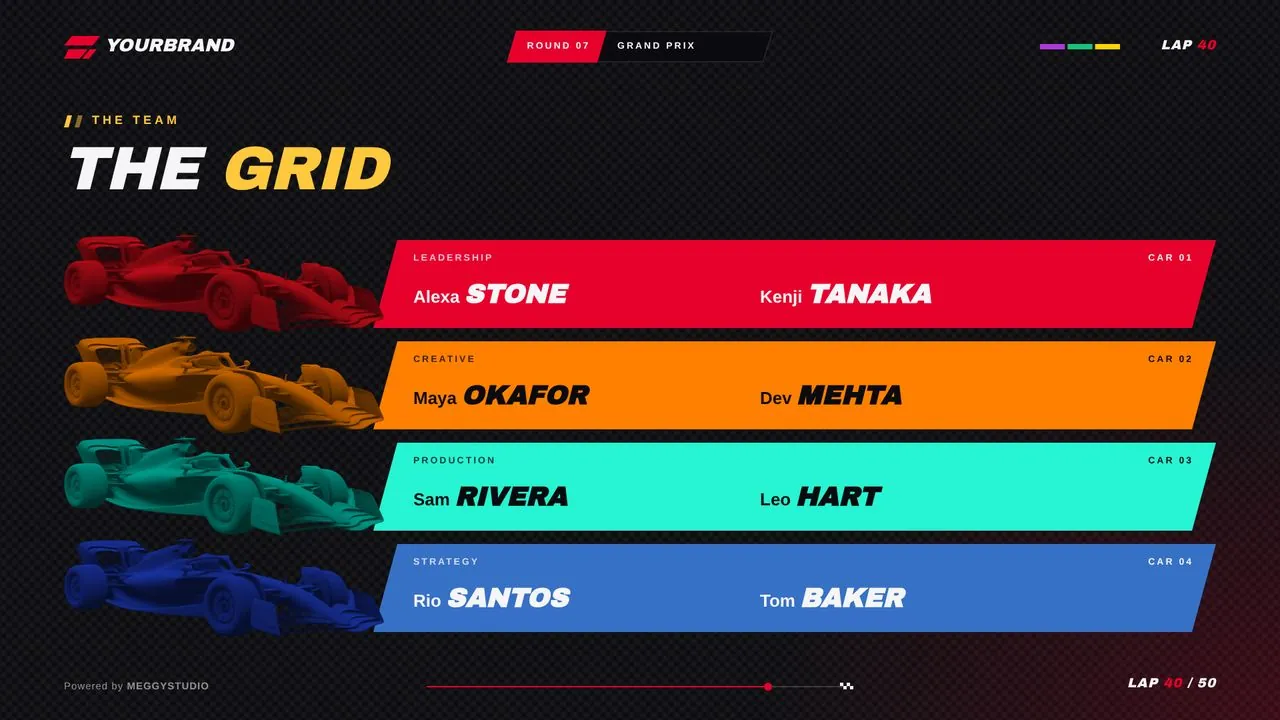 YOURBRAND
ROUND 07 GRAND PRIX
LAP 40
THE TEAM
THE GRID
LEADERSHIP CAR 01
Alexa STONE Kenji TANAKA
CREATIVE CAR 02
Maya OKAFOR Dev MEHTA
PRODUCTION CAR 03
Sam RIVERA Leo HART
STRATEGY CAR 04
Rio SANTOS Tom BAKER
Powered by MEGGYSTUDIO
LAP 40 / 50